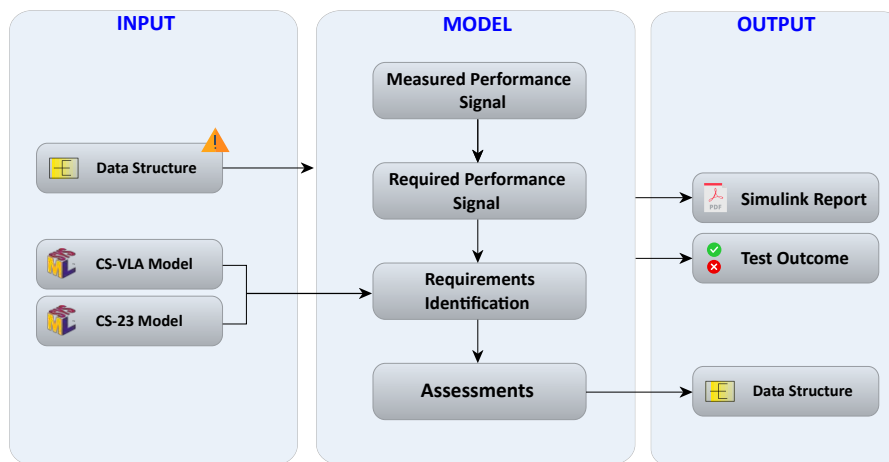 INPUT
Data Structure
CS-VLA Model
CS-23 Model
MODEL
Measured Performance
Signal
Required Performance
Signal
Requirements
Identification
Assessments
OUTPUT
PDF
Simulink Report
Test Outcome
Data Structure